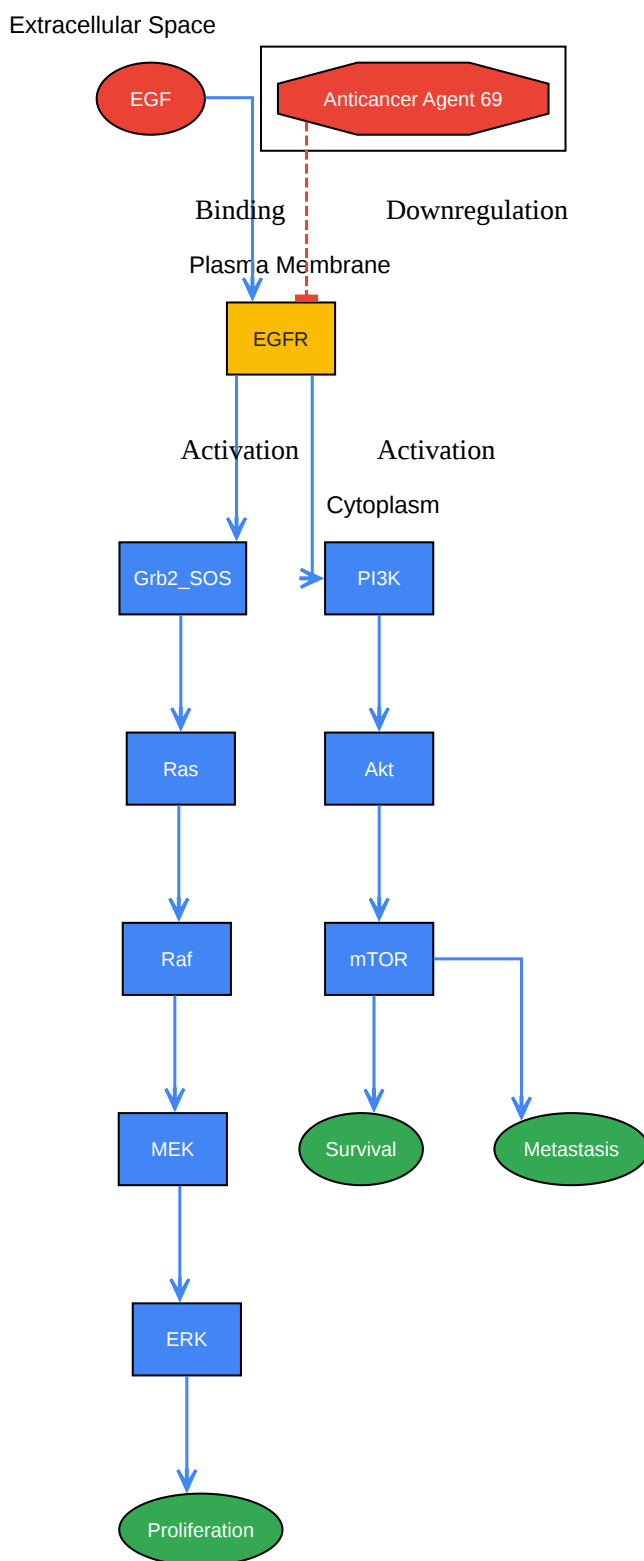 Extracellular Space
EGF
Anticancer Agent 69
Binding
Downregulation
Plasma Membrane
EGFR
Activation
Activation
Cytoplasm
Grb2_SOS
PI3K
Ras
Akt
Raf
mTOR
MEK
Survival
Metastasis
ERK
Proliferation